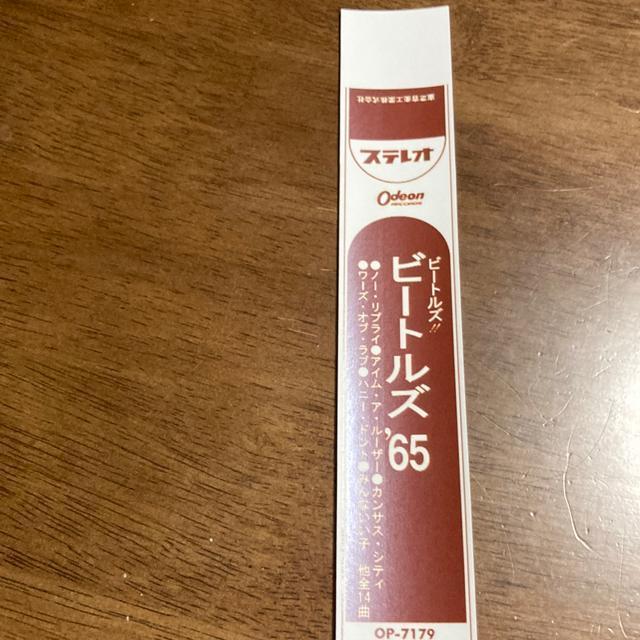 東芝音楽工業株式会社
ステレオ
Odeon
RECORDS
ビートルズ!!
ビートルズ '65
●ノー・リプライ●アイム・ア・ルーザー●カンサス・シティ
●ワーズ・オブ・ラブ●ハニー・ドント●みんないい子 他全14曲
OP-7179